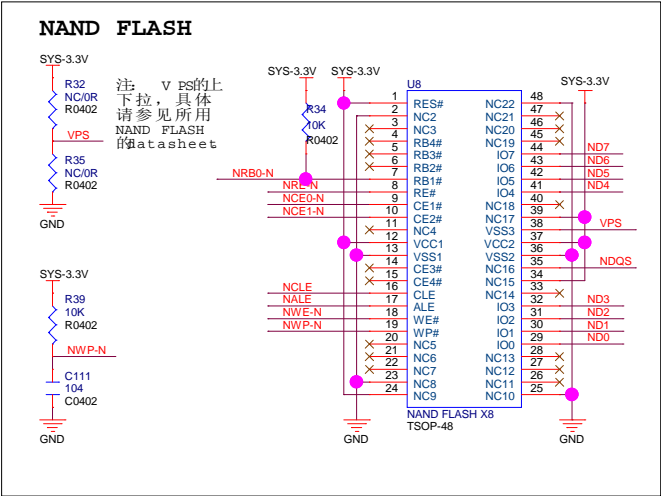 NAND FLASH
SYS-3.3V
R32
NC/0R
R0402
VPS
R35
NC/0R
R0402
GND
注: V PS的上
下拉，具体
请参见所用
NAND FLASH
的datasheet
SYS-3.3V
R39
10K
R0402
NWP-N
C111
104
C0402
GND
SYS-3.3V
SYS-3.3V
R34
10K
R0402
NRB0-N
NRE-N
NCE0-N
NCE1-N
NCLE
NALE
NWE-N
NWP-N
GND
U8
1 RES#
2 NC2
3 NC3
4 RB4#
5 RB3#
6 RB2#
7 RB1#
8 RE#
9 CE1#
10 CE2#
11 NC4
12 VCC1
13 VSS1
14 CE3#
15 CE4#
16 CLE
17 ALE
18 WE#
19 WP#
20 NC5
21 NC6
22 NC7
23 NC8
24 NC9
NC22 48
NC21 47
NC20 46
NC19 45
IO7 44 ND7
IO6 43 ND6
IO5 42 ND5
IO4 41 ND4
NC18 40
NC17 39
VSS3 38 VPS
VCC2 37
VSS2 36
NC16 35 NDQS
NC15 34
NC14 33
IO3 32 ND3
IO2 31 ND2
IO1 30 ND1
IO0 29 ND0
NC13 28
NC12 27
NC11 26
NC10 25
NAND FLASH X8
TSOP-48
SYS-3.3V
GND